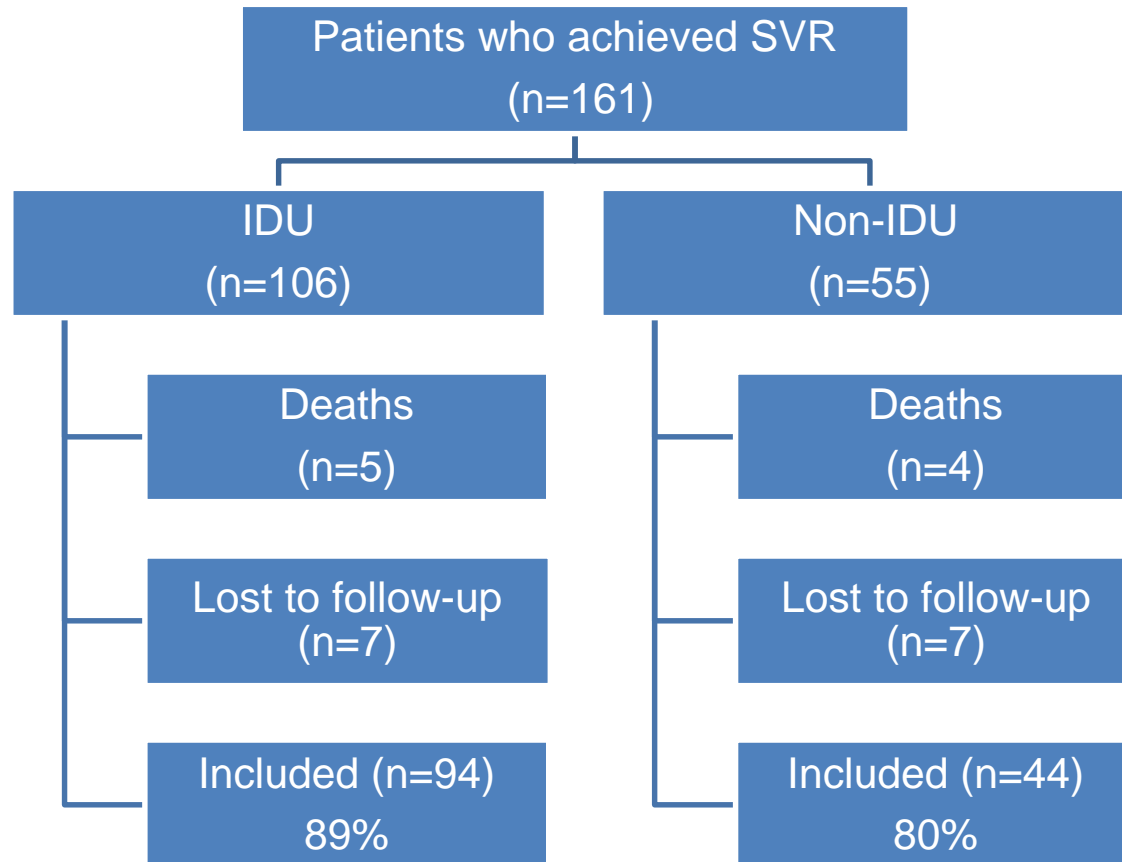 Patients who achieved SVR
(n=161)
IDU
(n=106)
Non-IDU
(n=55)
Deaths
(n=5)
Deaths
(n=4)
Lost to follow-up
(n=7)
Lost to follow-up
(n=7)
Included (n=94)
89%
Included (n=44)
80%